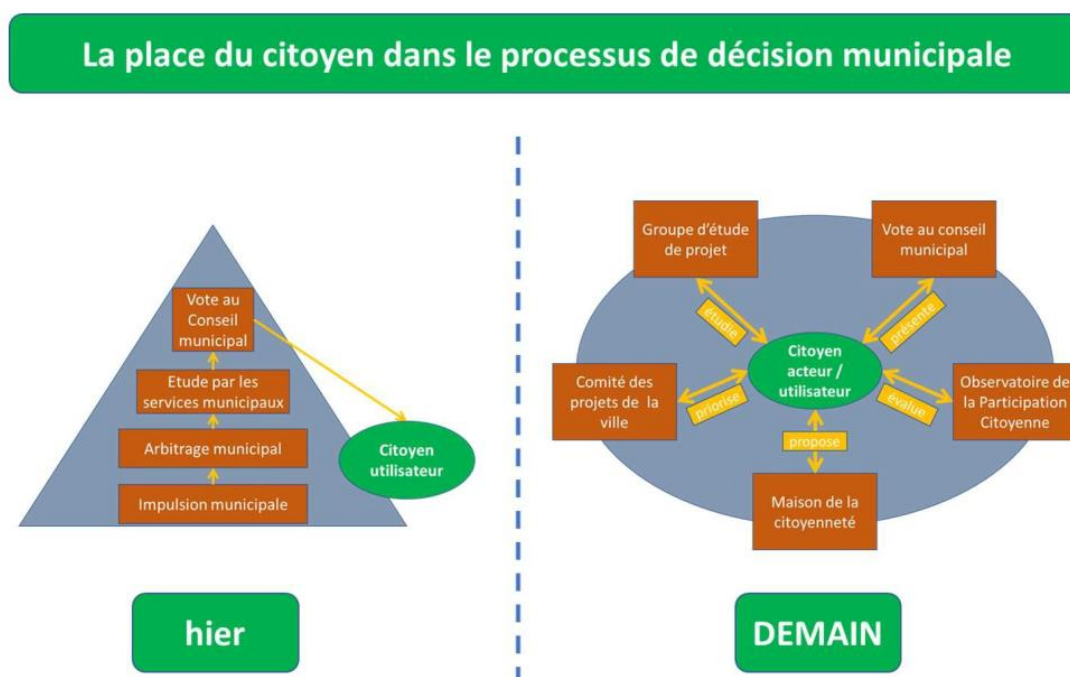 La place du citoyen dans le processus de décision municipale
Vote au
Conseil
municipal
Etude par les
services municipaux
Arbitrage municipal
Impulsion municipale
Citoyen
utilisateur
hier
Groupe d'étude
de projet
Vote au conseil
municipal
étudie
présente
Citoyen
acteur /
utilisateur
Comité des
projets de la
ville
priorise
évalue
Observatoire de
la Participation
Citoyenne
propose
Maison de la
citoyenneté
DEMAIN